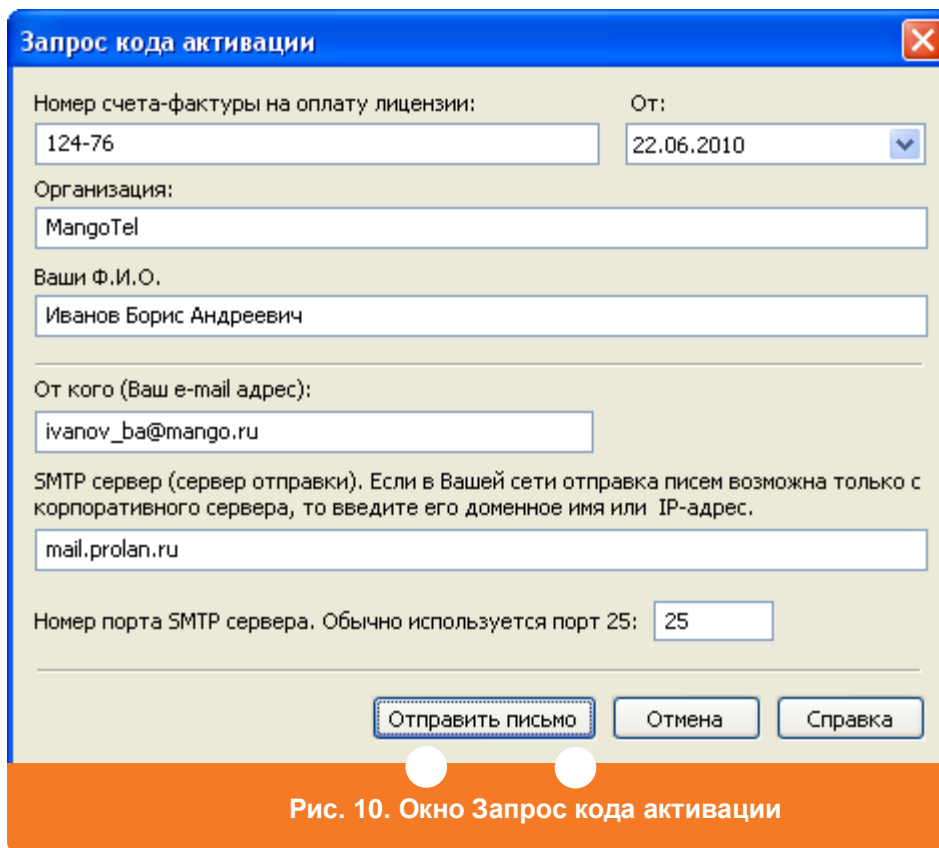 Запрос кода активации
Номер счета-фактуры на оплату лицензии: От:
124-76 22.06.2010
Организация:
MangoTel
Ваши Ф.И.О.
Иванов Борис Андреевич
От кого (Ваш e-mail адрес):
ivanov_ba@mango.ru
SMTP сервер (сервер отправки). Если в Вашей сети отправка писем возможна только с
корпоративного сервера, то введите его доменное имя или IP-адрес.
mail.prolan.ru
Номер порта SMTP сервера. Обычно используется порт 25: 25
Отправить письмо Отмена Справка
Рис. 10. Окно Запрос кода активации